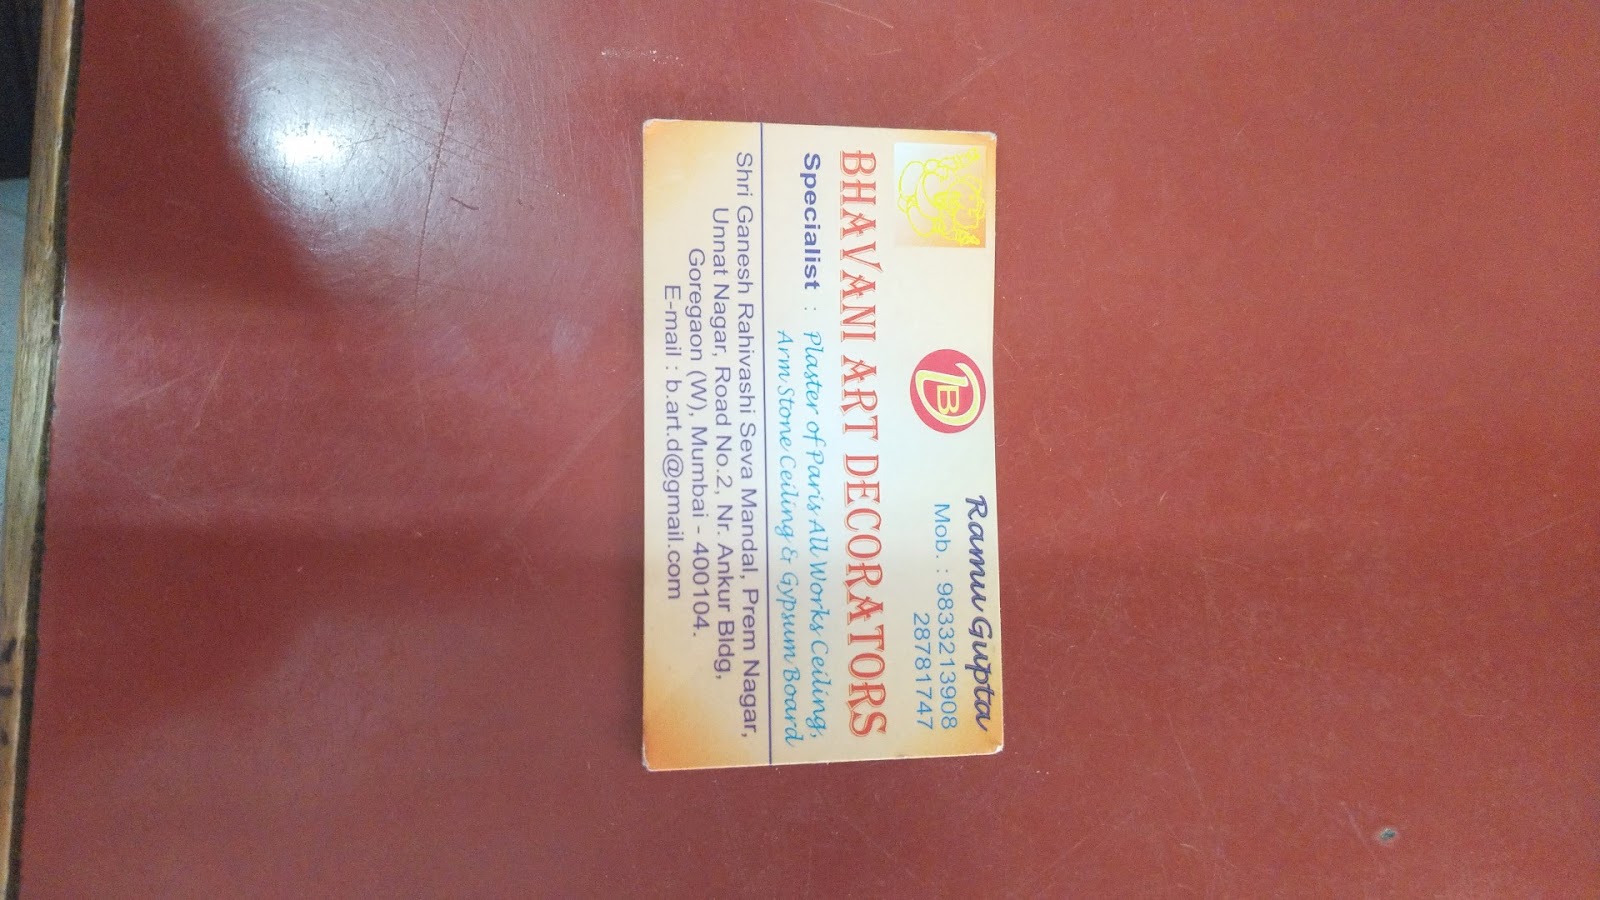 Ramu Gupta
Mob. : 9833213908
28781747
B
BHAVANI ART DECORATORS
Specialist : Plaster of Paris All Works Ceiling,
Arm Stone Ceiling & Gypsum Board
Shri Ganesh Rahivashi Seva Mandal, Prem Nagar,
Unnat Nagar, Road No.2, Nr. Ankur Bldg,
Goregaon (W), Mumbai - 400104.
E-mail : b.art.d@gmail.com